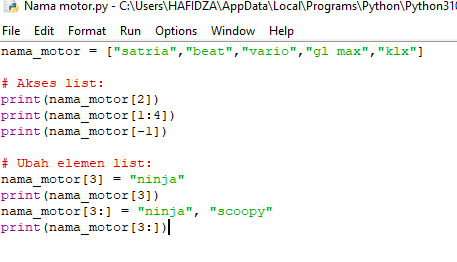 Nama motor.py - C:\Users\HAFIDZA\AppData\Local\Programs\Python\Python310
File Edit Format Run Options Window Help
nama_motor = ["satria","beat","vario","gl max","klx"]
# Akses list:
print(nama_motor[2])
print(nama_motor[1:4])
print(nama_motor[-1])
# Ubah elemen list:
nama_motor[3] = "ninja"
print(nama_motor[3])
nama_motor[3:] = "ninja", "scoopy"
print(nama_motor[3:])